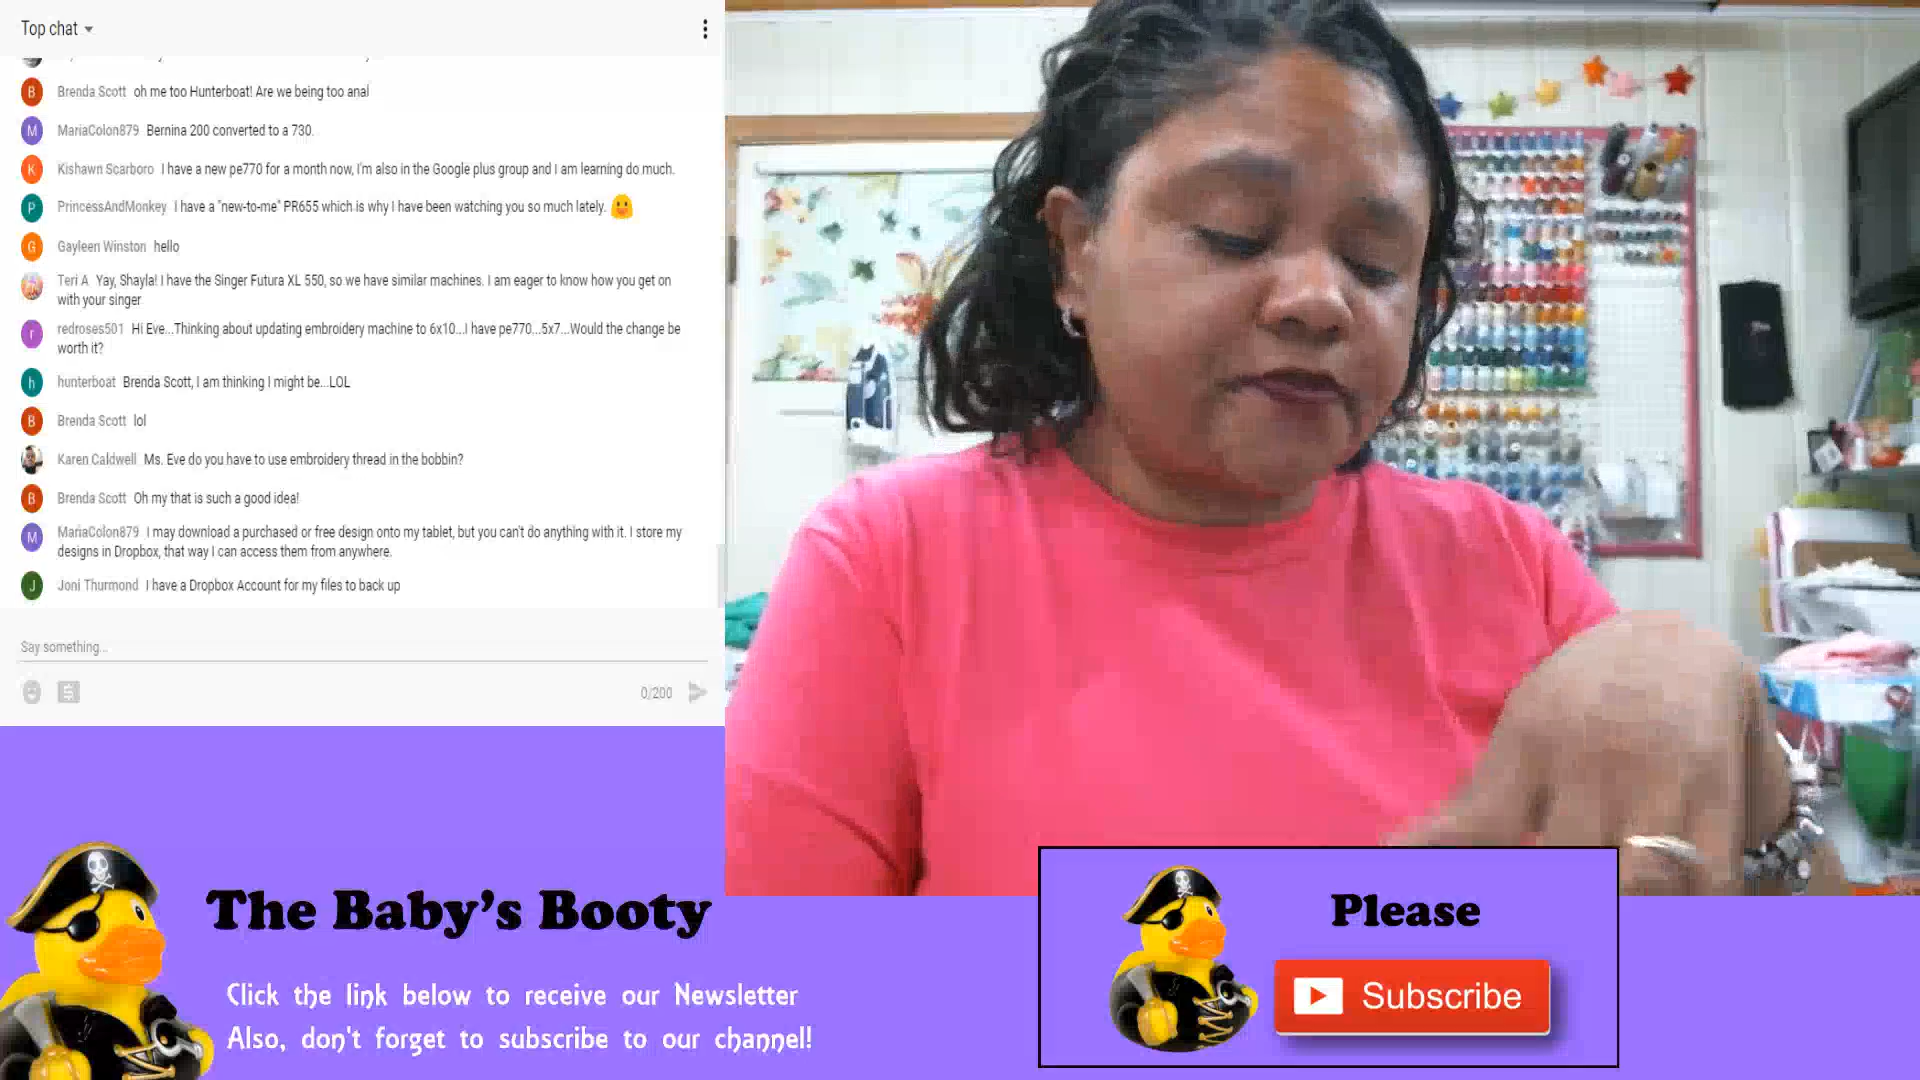 Top chat
Brenda Scott oh me too Hunterboat! Are we being too anal
MariaColon879 Bernina 200 converted to a 730.
Kishawn Scarboro I have a new pe770 for a month now, I'm also in the Google plus group and I am learning do much.
PrincessAndMonkey I have a "new-to-me" PR655 which is why I have been watching you so much lately.
Gayleen Winston hello
Teri A Yay, Shayla! I have the Singer Futura XL 550, so we have similar machines. I am eager to know how you get on
with your singer
redroses501 Hi Eve...Thinking about updating embroidery machine to 6x10...I have pe770...5x7...Would the change be
worth it?
hunterboat Brenda Scott, I am thinking I might be...LOL
Brenda Scott lol
Karen Caldwell Ms. Eve do you have to use embroidery thread in the bobbin?
Brenda Scott Oh my that is such a good idea!
MariaColon879 I may download a purchased or free design onto my tablet, but you can't do anything with it. I store my
designs in Dropbox, that way I can access them from anywhere.
Joni Thurmond I have a Dropbox Account for my files to back up
Say something...
0/200
The Baby's Booty
Click the link below to receive our Newsletter
Also, don't forget to subscribe to our channel!
Please
Subscribe